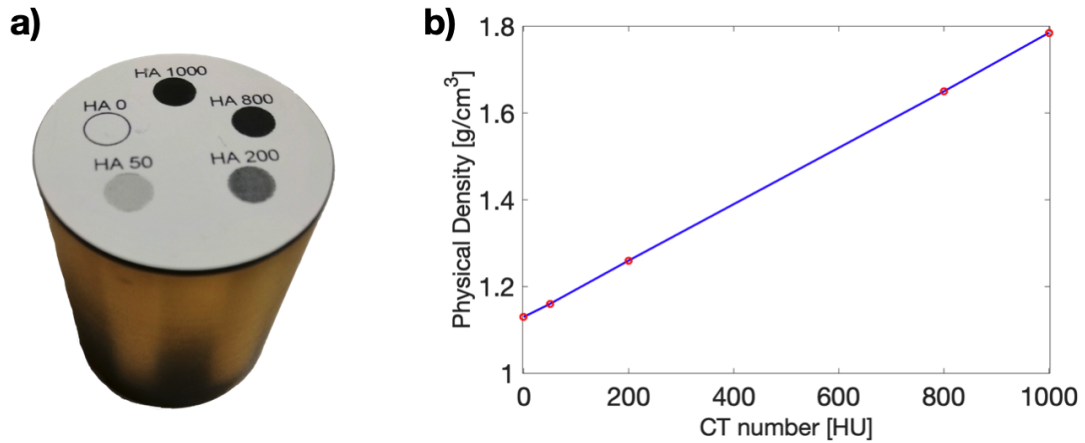 a)
HA 1000
HA 0
HA 800
HA 50
HA 200
b)
Physical Density [g/cm³]
1.8
1.6
1.4
1.2
1
0 200 400 600 800 1000
CT number [HU]